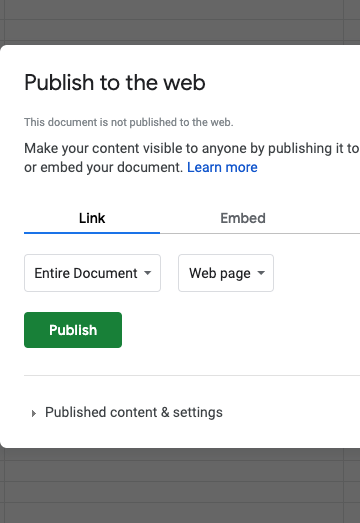 Publish to the web
This document is not published to the web.
Make your content visible to anyone by publishing it to
or embed your document. Learn more
Link Embed
Entire Document Web page
Publish
Published content & settings